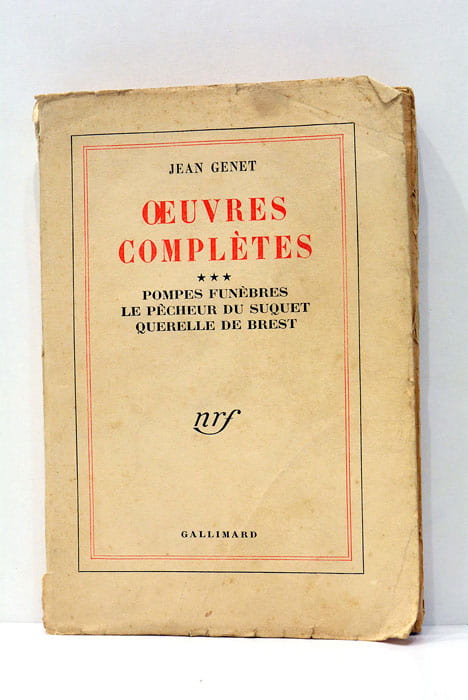 JEAN GENET
ŒUVRES
COMPLÈTES
★★★
POMPES FUNÈBRES
LE PÊCHEUR DU SUQUET
QUERELLE DE BREST
nrf
GALLIMARD